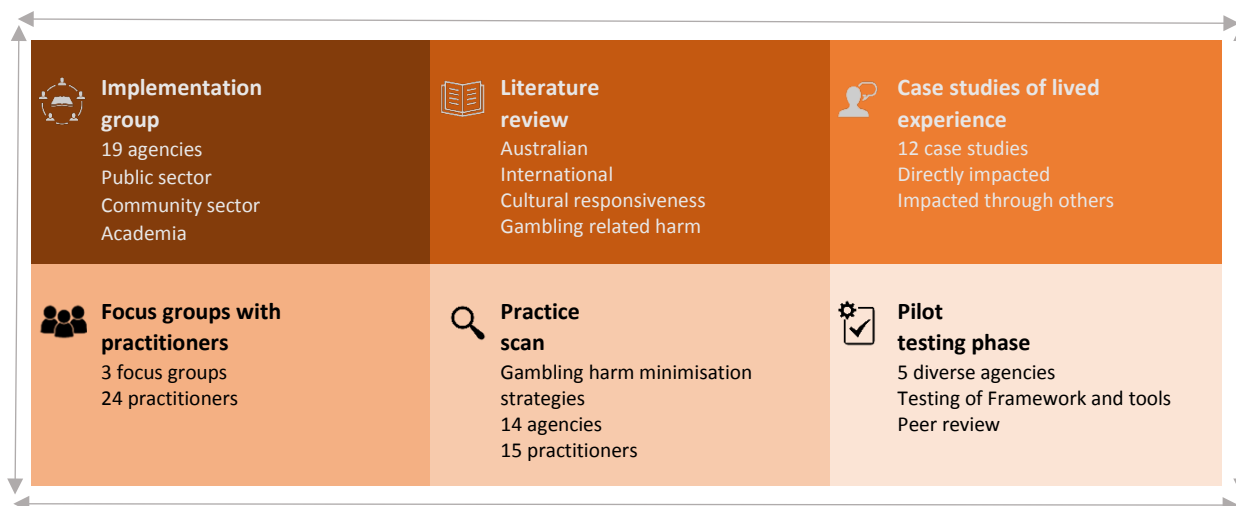 Implementation
group
19 agencies
Public sector
Community sector
Academia
Literature
review
Australian
International
Cultural responsiveness
Gambling related harm
Case studies of lived
experience
12 case studies
Directly impacted
Impacted through others
Focus groups with
practitioners
3 focus groups
24 practitioners
Practice
scan
Gambling harm minimisation
strategies
14 agencies
15 practitioners
Pilot
testing phase
5 diverse agencies
Testing of Framework and tools
Peer review